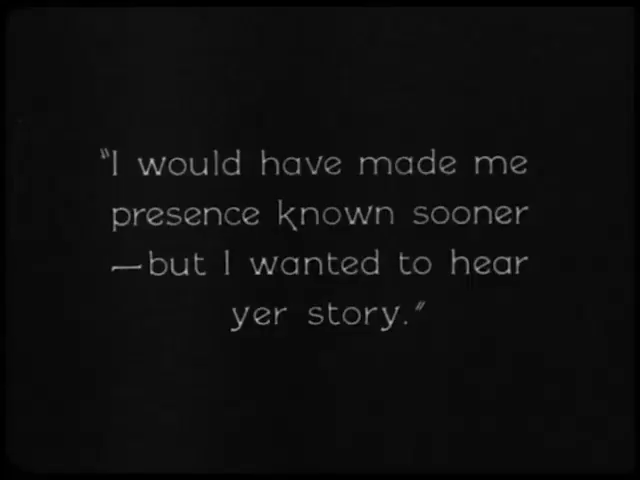 "I would have made me
presence known sooner
—but I wanted to hear
yer story."